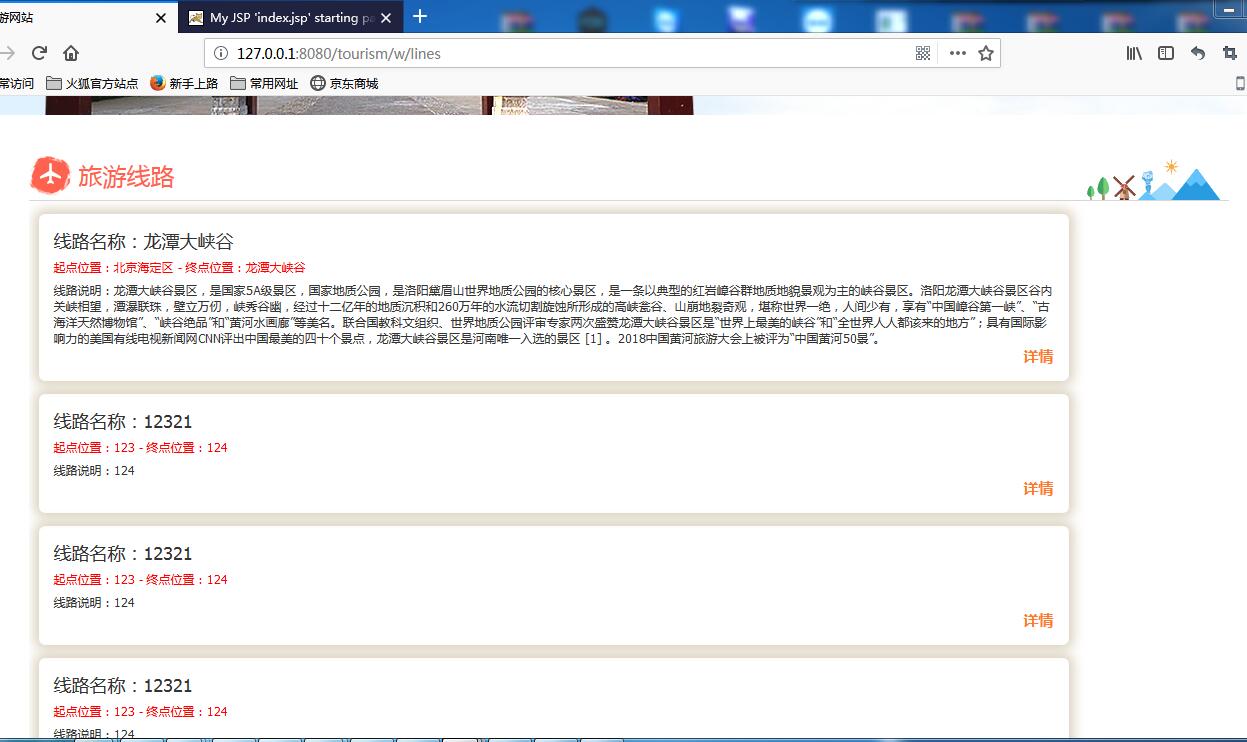 游网站
My JSP 'index.jsp' starting pa
127.0.0.1:8080/tourism/w/lines
常访问 火狐官方站点 新手上路 常用网址 京东商城
旅游线路
线路名称：龙潭大峡谷
起点位置：北京海定区 - 终点位置：龙潭大峡谷
线路说明：龙潭大峡谷景区，是国家5A级景区，国家地质公园，是洛阳黛眉山世界地质公园的核心景区，是一条以典型的红岩嶂谷群地质地貌景观为主的峡谷景区。洛阳龙潭大峡谷景区谷内
关峡相望，潭瀑联珠，壁立万仞，峡秀谷幽，经过十二亿年的地质沉积和260万年的水流切割旋蚀所形成的高峡瓮谷、山崩地裂奇观，堪称世界一绝，人间少有，享有“中国嶂谷第一峡”、“古
海洋天然博物馆”、“峡谷绝品”和“黄河水画廊”等美名。联合国教科文组织、世界地质公园评审专家两次盛赞龙潭大峡谷景区是“世界上最美的峡谷”和“全世界人人都该来的地方”；具有国际影
响力的美国有线电视新闻网CNN评出中国最美的四十个景点，龙潭大峡谷景区是河南唯一入选的景区 [1] 。2018中国黄河旅游大会上被评为“中国黄河50景”。
详情
线路名称：12321
起点位置：123 - 终点位置：124
线路说明：124
详情
线路名称：12321
起点位置：123 - 终点位置：124
线路说明：124
详情
线路名称：12321
起点位置：123 - 终点位置：124
线路说明：124